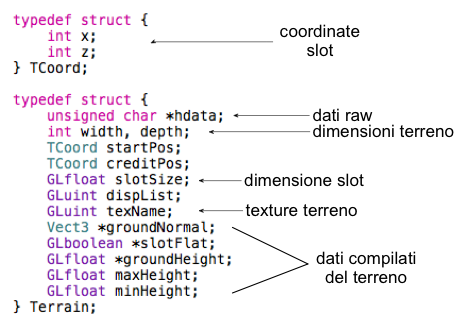 typedef struct {
int x;
int z;
} TCoord;
coordinate
slot
typedef struct {
unsigned char *hdata;
dati raw
int width, depth;
dimensioni terreno
TCoord startPos;
TCoord creditPos;
GLfloat slotSize;
dimensione slot
GLuint dispList;
GLuint texName;
texture terreno
Vect3 *groundNormal;
GLboolean *slotFlat;
GLfloat *groundHeight;
GLfloat maxHeight;
GLfloat minHeight;
dati compilati
del terreno
} Terrain;